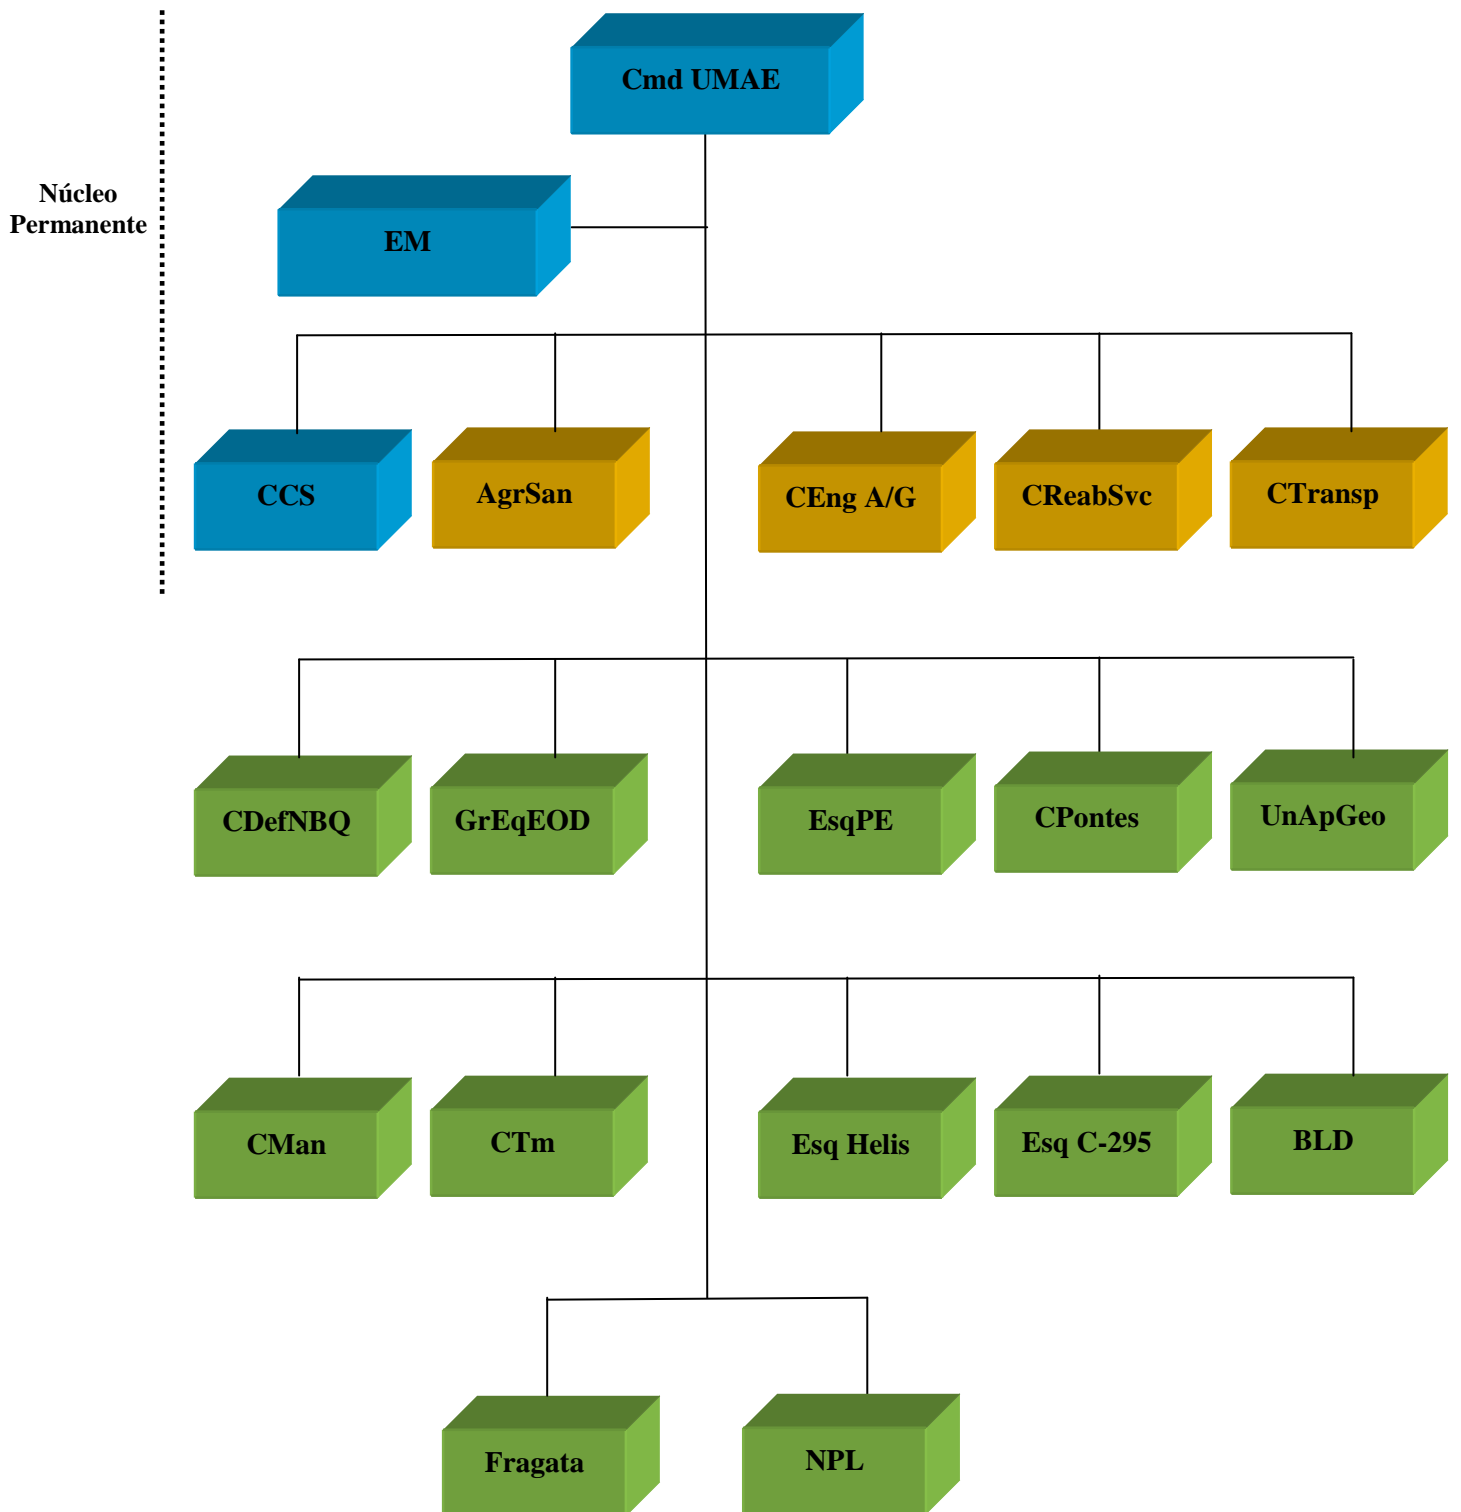 Cmd UMAE
Núcleo
Permanente
EM
CCS
AgrSan
CEng A/G
CReabSvc
CTransp
CDefNBQ
GrEqEOD
EsqPE
CPontes
UnApGeo
CMan
CTm
Esq Helis
Esq C-295
BLD
Fragata
NPL